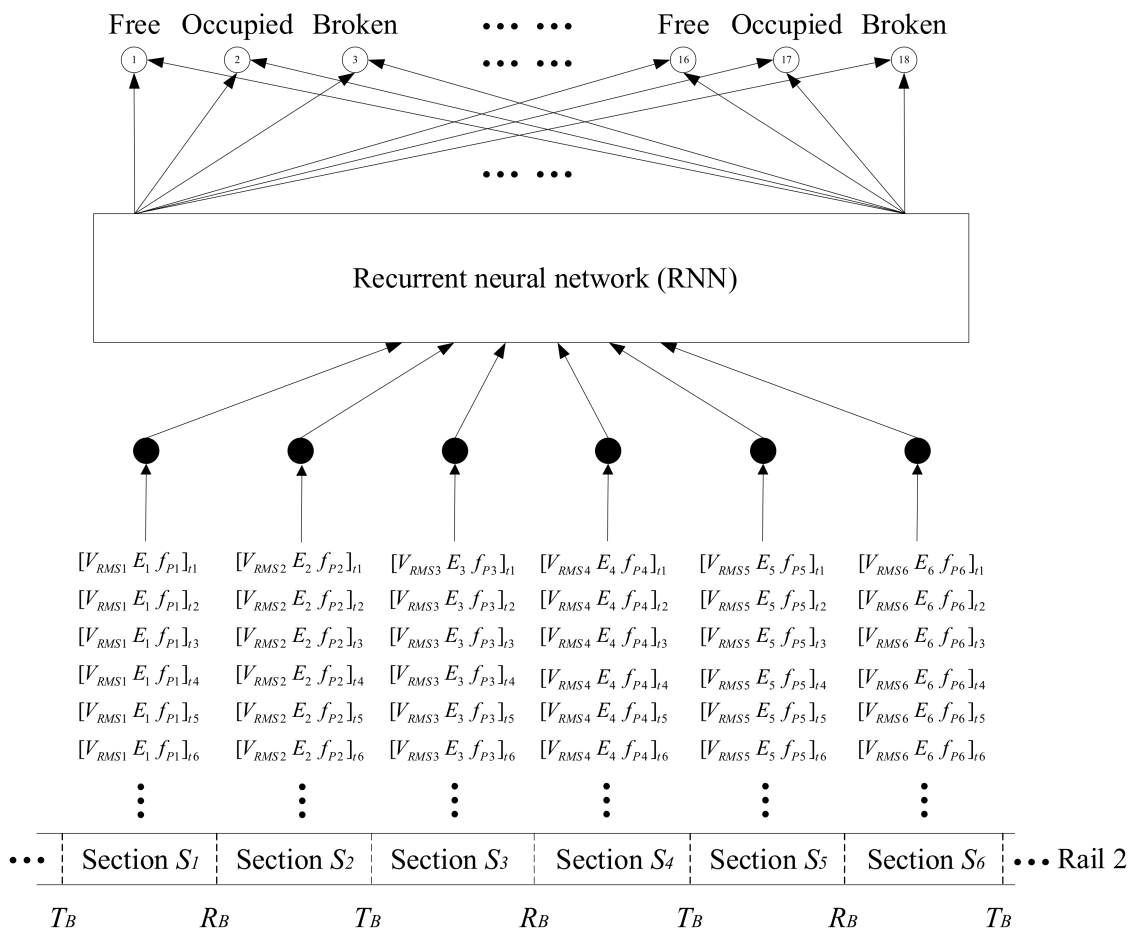 Free Occupied Broken ... ... Free Occupied Broken
1 2 3 ... ... 16 17 18
... ...
Recurrent neural network (RNN)
[V_RMS1 E_1 f_P1]_t1 [V_RMS2 E_2 f_P2]_t1 [V_RMS3 E_3 f_P3]_t1 [V_RMS4 E_4 f_P4]_t1 [V_RMS5 E_5 f_P5]_t1 [V_RMS6 E_6 f_P6]_t1
[V_RMS1 E_1 f_P1]_t2 [V_RMS2 E_2 f_P2]_t2 [V_RMS3 E_3 f_P3]_t2 [V_RMS4 E_4 f_P4]_t2 [V_RMS5 E_5 f_P5]_t2 [V_RMS6 E_6 f_P6]_t2
[V_RMS1 E_1 f_P1]_t3 [V_RMS2 E_2 f_P2]_t3 [V_RMS3 E_3 f_P3]_t3 [V_RMS4 E_4 f_P4]_t3 [V_RMS5 E_5 f_P5]_t3 [V_RMS6 E_6 f_P6]_t3
[V_RMS1 E_1 f_P1]_t4 [V_RMS2 E_2 f_P2]_t4 [V_RMS3 E_3 f_P3]_t4 [V_RMS4 E_4 f_P4]_t4 [V_RMS5 E_5 f_P5]_t4 [V_RMS6 E_6 f_P6]_t4
[V_RMS1 E_1 f_P1]_t5 [V_RMS2 E_2 f_P2]_t5 [V_RMS3 E_3 f_P3]_t5 [V_RMS4 E_4 f_P4]_t5 [V_RMS5 E_5 f_P5]_t5 [V_RMS6 E_6 f_P6]_t5
[V_RMS1 E_1 f_P1]_t6 [V_RMS2 E_2 f_P2]_t6 [V_RMS3 E_3 f_P3]_t6 [V_RMS4 E_4 f_P4]_t6 [V_RMS5 E_5 f_P5]_t6 [V_RMS6 E_6 f_P6]_t6
... Section S1 Section S2 Section S3 Section S4 Section S5 Section S6 ... Rail 2
TB RB TB RB TB RB TB